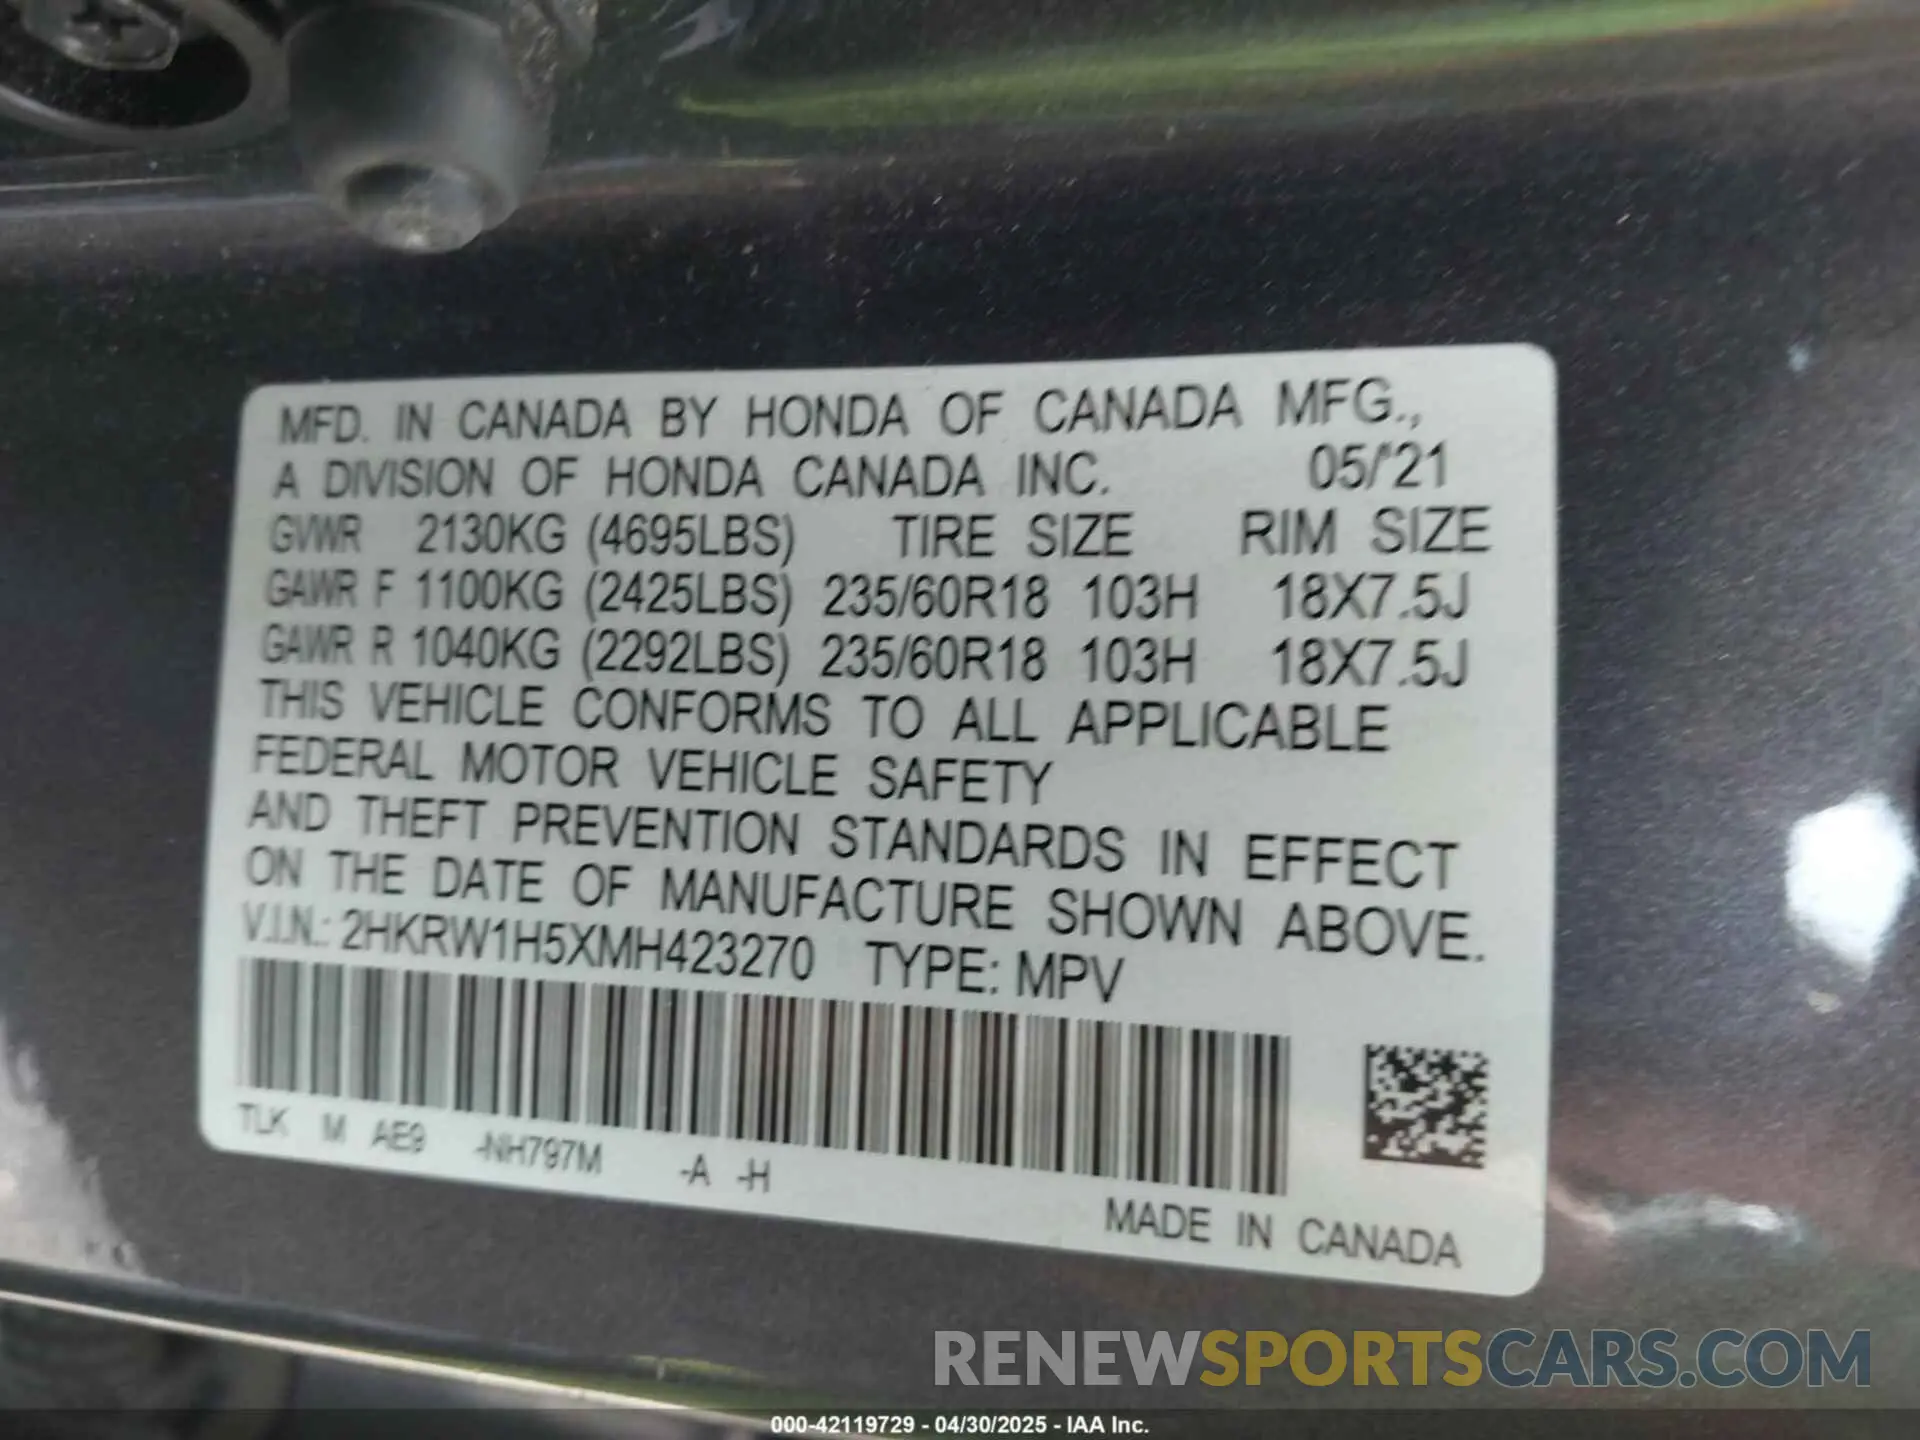 MFD. IN CANADA BY HONDA OF CANADA MFG.,
A DIVISION OF HONDA CANADA INC. 05/'21
GVWR 2130KG (4695LBS) TIRE SIZE RIM SIZE
GAWR F 1100KG (2425LBS) 235/60R18 103H 18X7.5J
GAWR R 1040KG (2292LBS) 235/60R18 103H 18X7.5J
THIS VEHICLE CONFORMS TO ALL APPLICABLE
FEDERAL MOTOR VEHICLE SAFETY
AND THEFT PREVENTION STANDARDS IN EFFECT
ON THE DATE OF MANUFACTURE SHOWN ABOVE.
V.I.N.: 2HKRW1H5XMH423270 TYPE: MPV
TLK M AE9 -NH797M -A -H
MADE IN CANADA
RENEWSPORTSCARS.COM
000-42119729 - 04/30/2025 - IAA Inc.